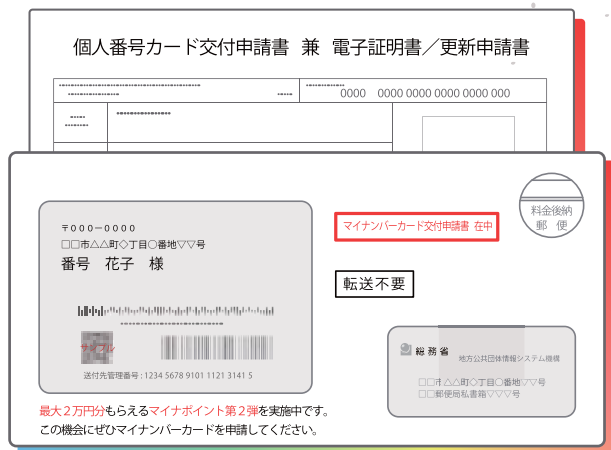 個人番号カード交付申請書 兼 電子証明書／更新申請書
0000 0000 0000 0000 0000 000
料金後納
郵 便
マイナンバーカード交付申請書 在中
転送不要
〒000-0000
□□市△△町◇丁目○番地▽▽号
番号 花子 様
サンプル
送付先管理番号 : 1234 5678 9101 1121 3141 5
総務省
地方公共団体情報システム機構
□□市△△町◇丁目○番地▽▽号
□□郵便局私書箱▽▽▽号
最大２万円分もらえるマイナポイント第２弾を実施中です。
この機会にぜひマイナンバーカードを申請してください。